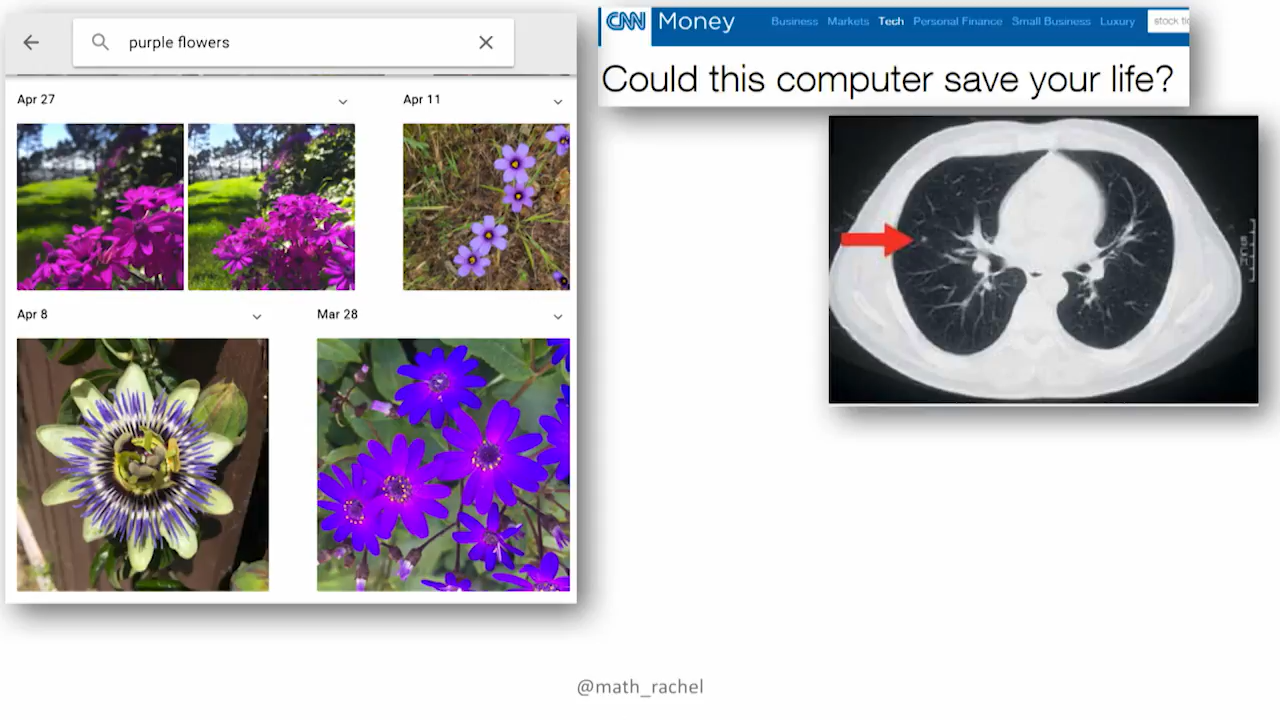 purple flowers
Apr 27
Apr 11
Apr 8
Mar 28
CNN Money Business Markets Tech Personal Finance Small Business Luxury stock
Could this computer save your life?
@math_rachel